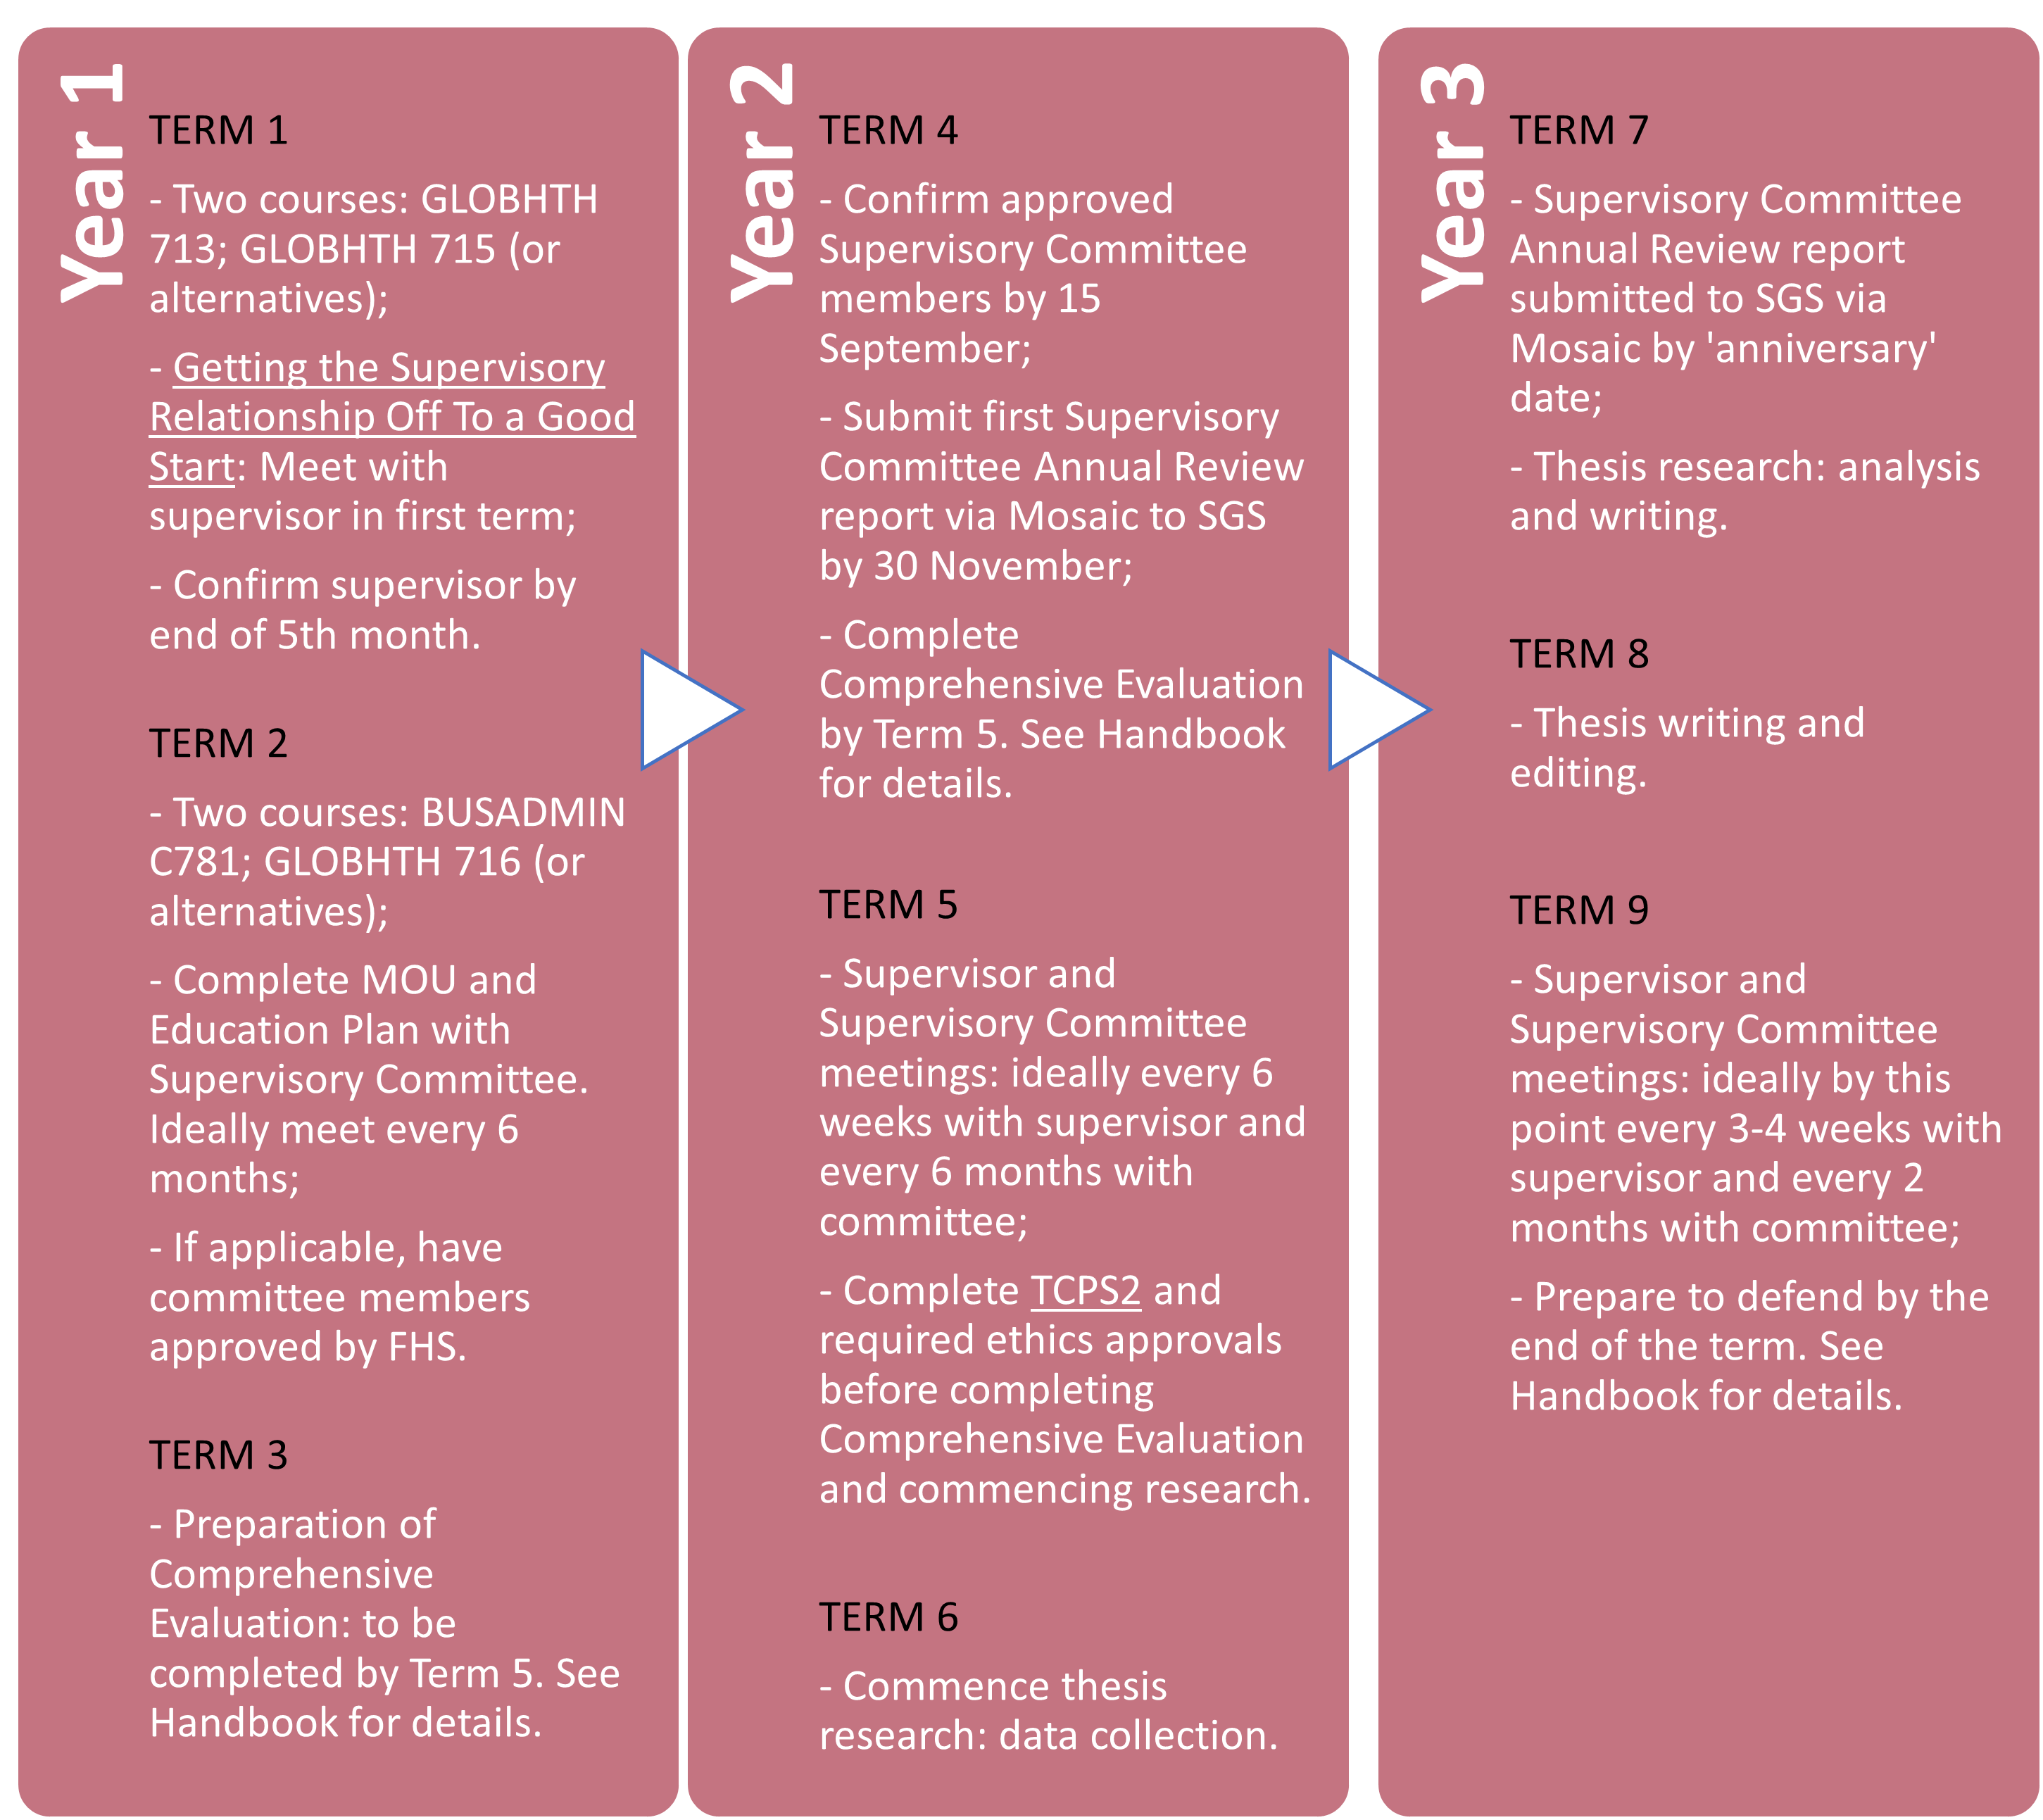 Year 1
TERM 1
- Two courses: GLOBHTH
713; GLOBHTH 715 (or
alternatives);
- Getting the Supervisory
Relationship Off To a Good
Start: Meet with
supervisor in first term;
- Confirm supervisor by
end of 5th month.
TERM 2
- Two courses: BUSADMIN
C781; GLOBHTH 716 (or
alternatives);
- Complete MOU and
Education Plan with
Supervisory Committee.
Ideally meet every 6
months;
- If applicable, have
committee members
approved by FHS.
TERM 3
- Preparation of
Comprehensive
Evaluation: to be
completed by Term 5. See
Handbook for details.
Year 2
TERM 4
- Confirm approved
Supervisory Committee
members by 15
September;
- Submit first Supervisory
Committee Annual Review
report via Mosaic to SGS
by 30 November;
- Complete
Comprehensive Evaluation
by Term 5. See Handbook
for details.
TERM 5
- Supervisor and
Supervisory Committee
meetings: ideally every 6
weeks with supervisor and
every 6 months with
committee;
- Complete TCPS2 and
required ethics approvals
before completing
Comprehensive Evaluation
and commencing research.
TERM 6
- Commence thesis
research: data collection.
Year 3
TERM 7
- Supervisory Committee
Annual Review report
submitted to SGS via
Mosaic by 'anniversary'
date;
- Thesis research: analysis
and writing.
TERM 8
- Thesis writing and
editing.
TERM 9
- Supervisor and
Supervisory Committee
meetings: ideally by this
point every 3-4 weeks with
supervisor and every 2
months with committee;
- Prepare to defend by the
end of the term. See
Handbook for details.